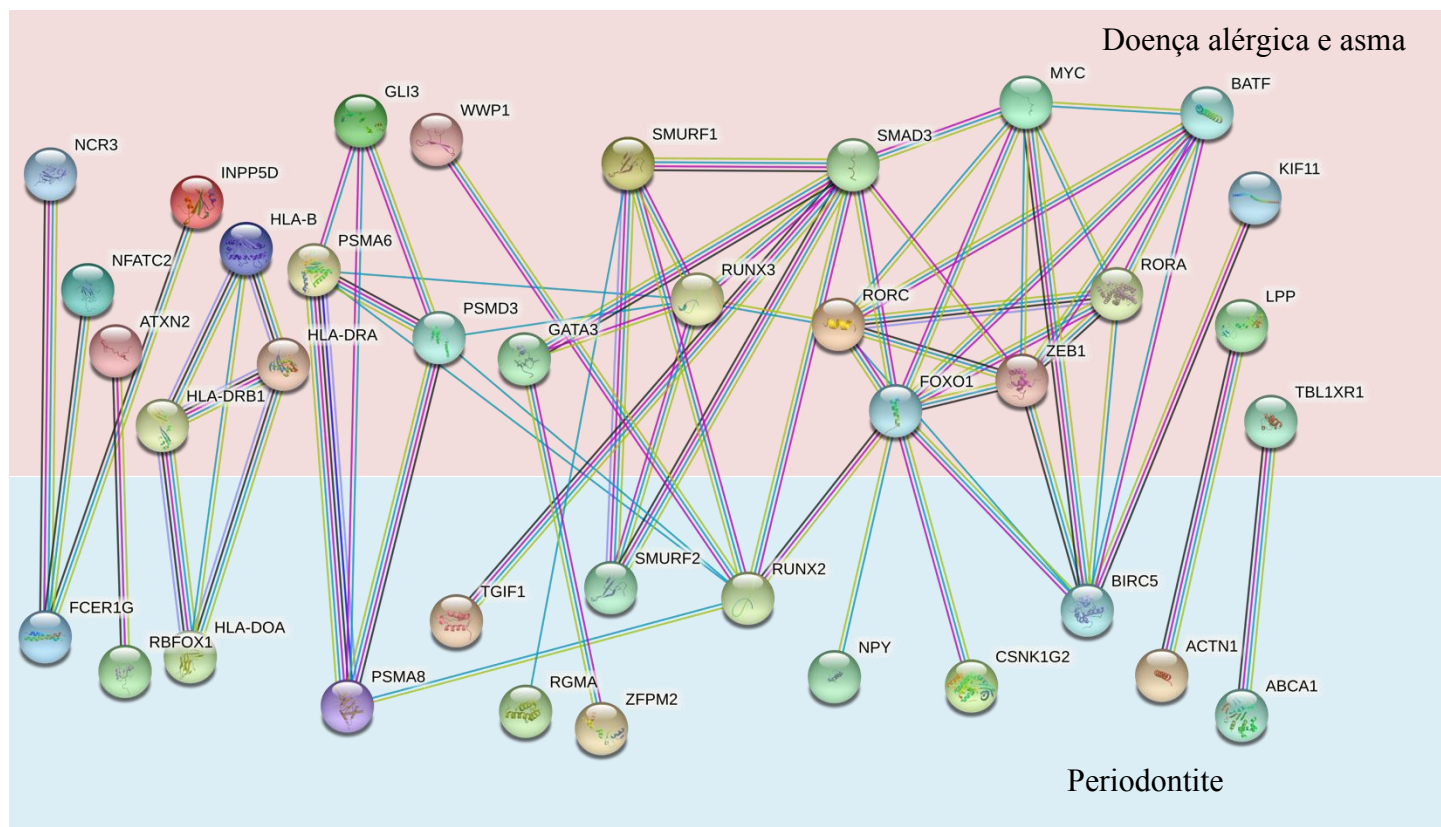 Doença alérgica e asma
MYC
BATF
GLI3
WWP1
SMURF1
SMAD3
NCR3
INPP5D
KIF11
HLA-B
PSMA6
NFATC2
RUNX3
RORC
RORA
LPP
ATXN2
PSMD3
GATA3
HLA-DRA
ZEB1
FOXO1
HLA-DRB1
TBL1XR1
SMURF2
RUNX2
BIRC5
TGIF1
FCER1G
RBFOX1
HLA-DOA
NPY
CSNK1G2
ACTN1
PSMA8
RGMA
ZFPM2
ABCA1
Periodontite